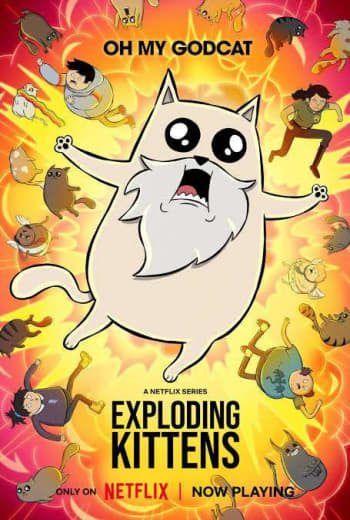 OH MY GODCAT
A NETFLIX SERIES
EXPLODING
KITTENS
ONLY ON NETFLIX | NOW PLAYING